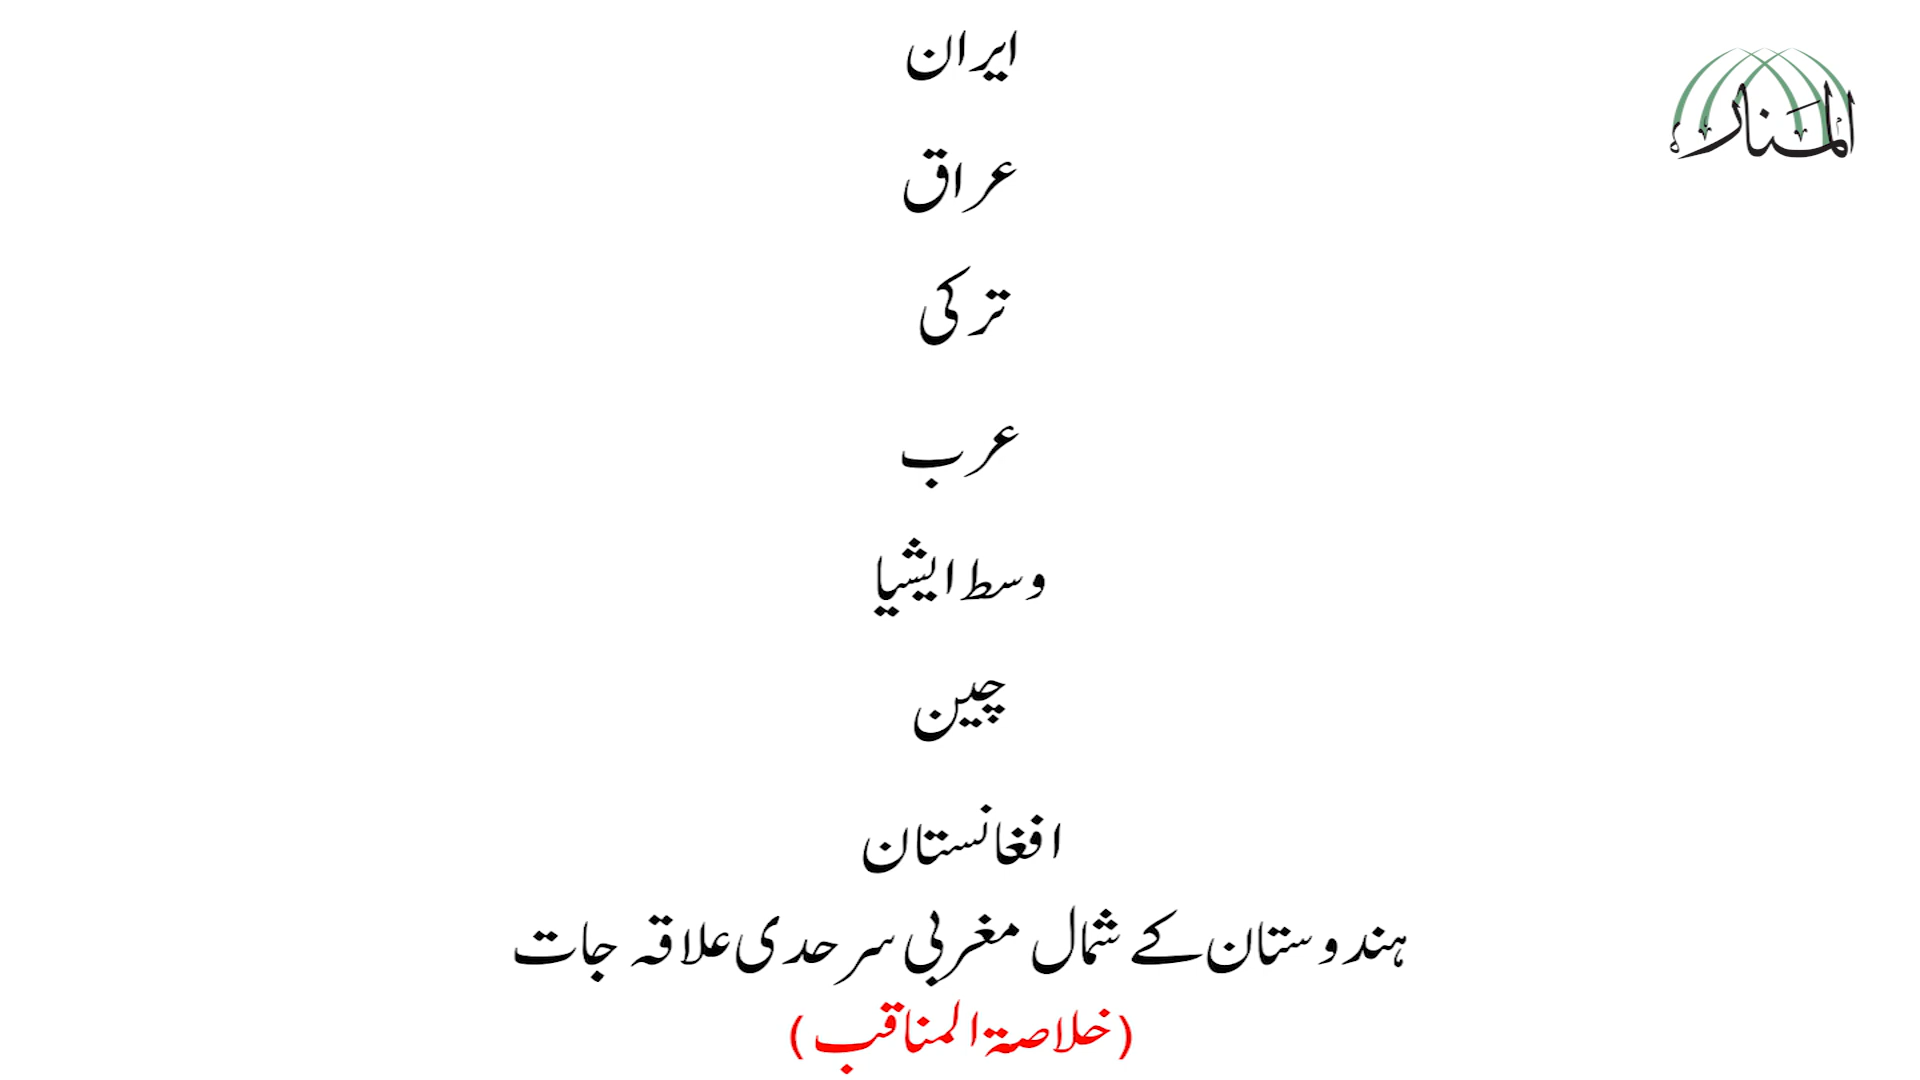 ایران
المنار
عراق
ترکی
عرب
وسط ایشیا
چین
افغانستان
ہندوستان کے شمال مغربی سرحدی علاقہ جات
(خلاصۃ المناقب)